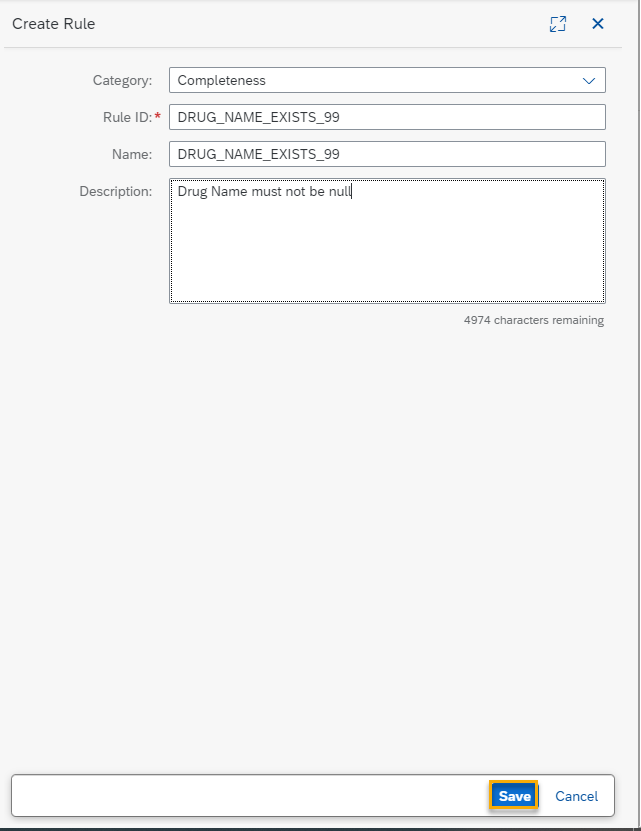 Create Rule
Category: Completeness
Rule ID:* DRUG_NAME_EXISTS_99
Name: DRUG_NAME_EXISTS_99
Description: Drug Name must not be null
4974 characters remaining
Save Cancel